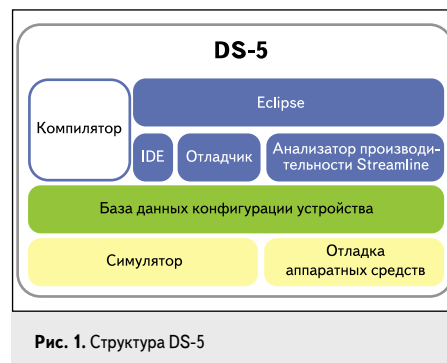 DS-5
Компилятор
Eclipse
IDE
Отладчик
Анализатор производи-
тельности Streamline
База данных конфигурации устройства
Симулятор
Отладка
аппаратных средств
Рис. 1. Структура DS-5